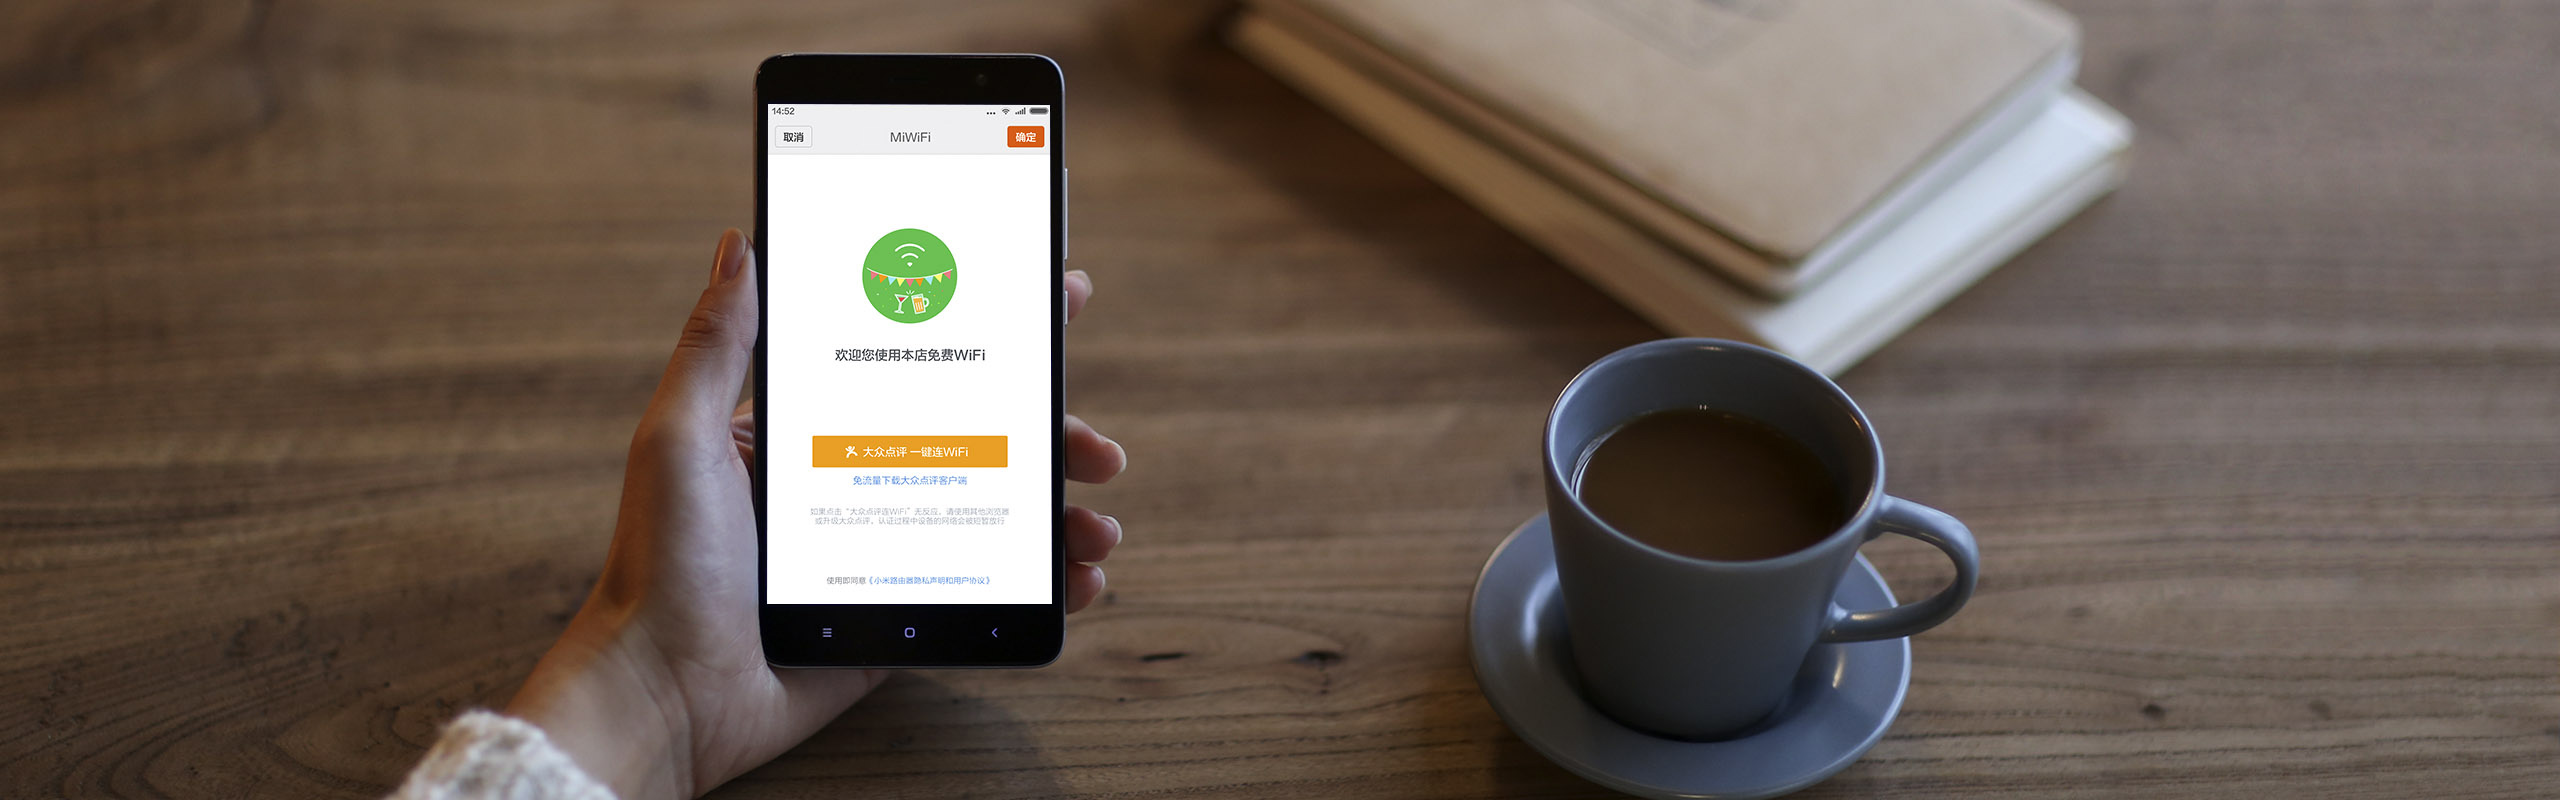 14:52
取消
MiWiFi
确定
欢迎您使用本店免费WiFi
大众点评 一键连WiFi
免流量下载大众点评客户端
如果点击“大众点评连WiFi”无反应，请使用其他浏览器
或升级大众点评，认证过程中设备的网络会被短暂放行
使用即同意《小米路由器隐私声明和用户协议》